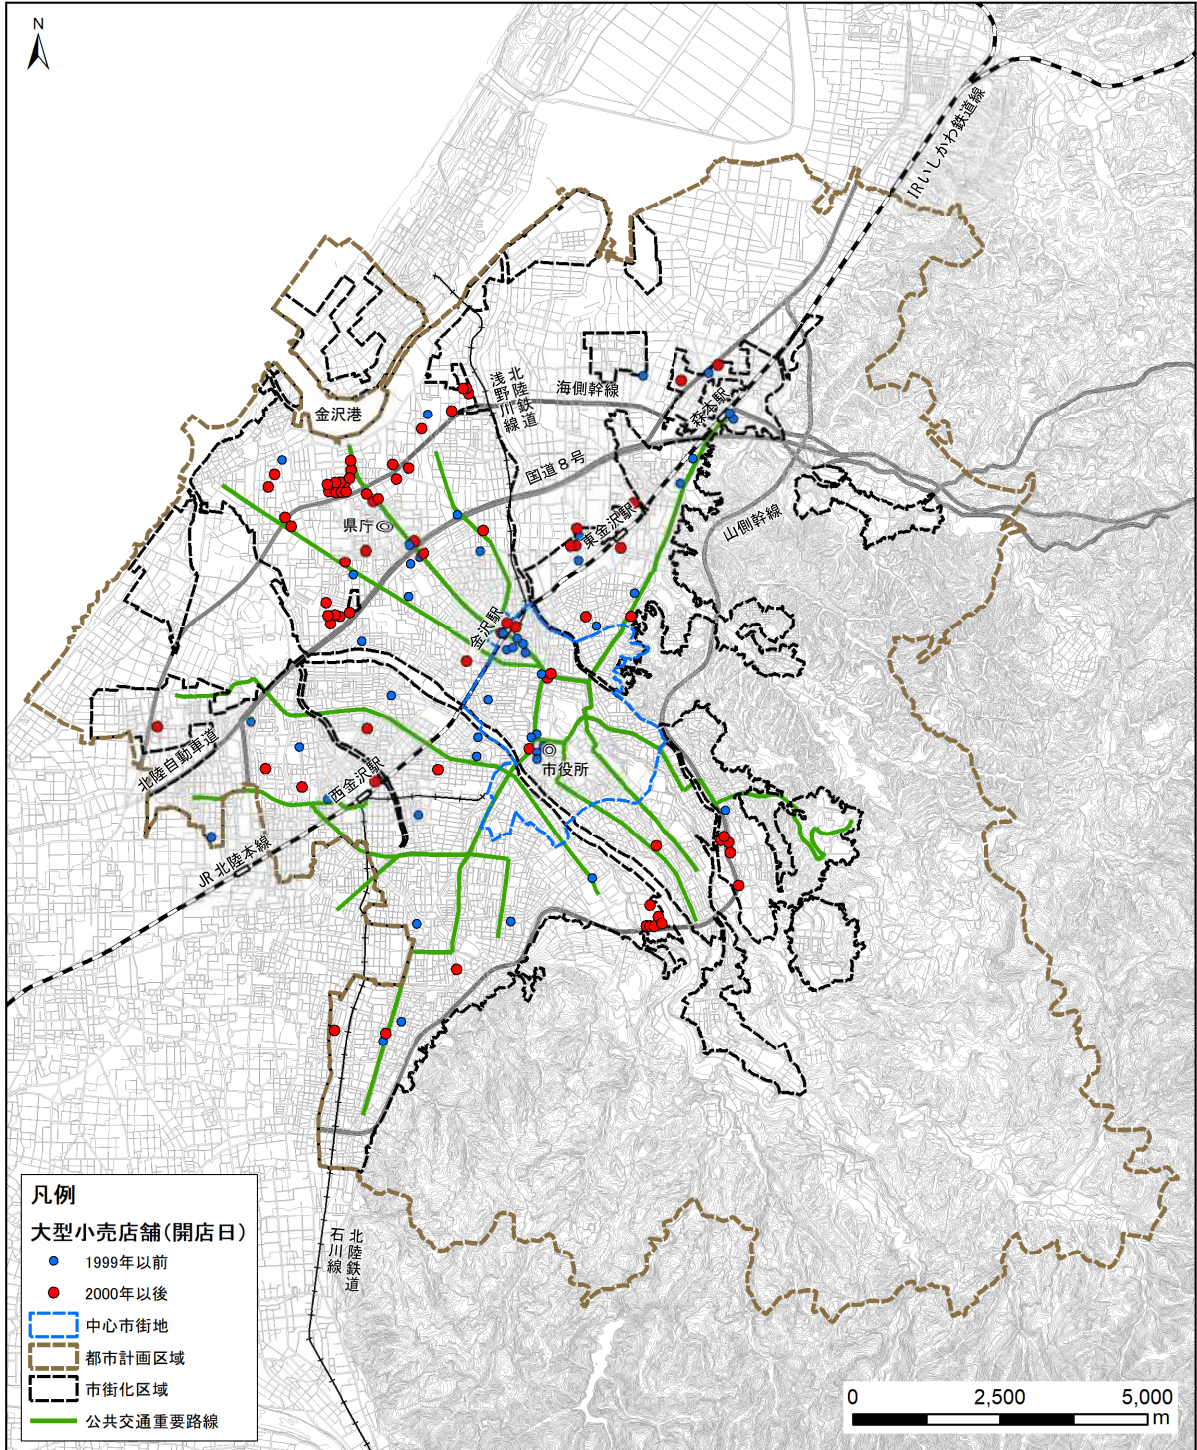 N
IRいしかわ鉄道線
金沢港
北陸鉄道
浅野川線
海側幹線
森本駅
国道8号
県庁
東金沢駅
山側幹線
金沢駅
市役所
北陸自動車道
西金沢駅
JR北陸本線
北陸鉄道
石川線
凡例
大型小売店舗(開店日)
1999年以前
2000年以後
中心市街地
都市計画区域
市街化区域
公共交通重要路線
0 2,500 5,000
m